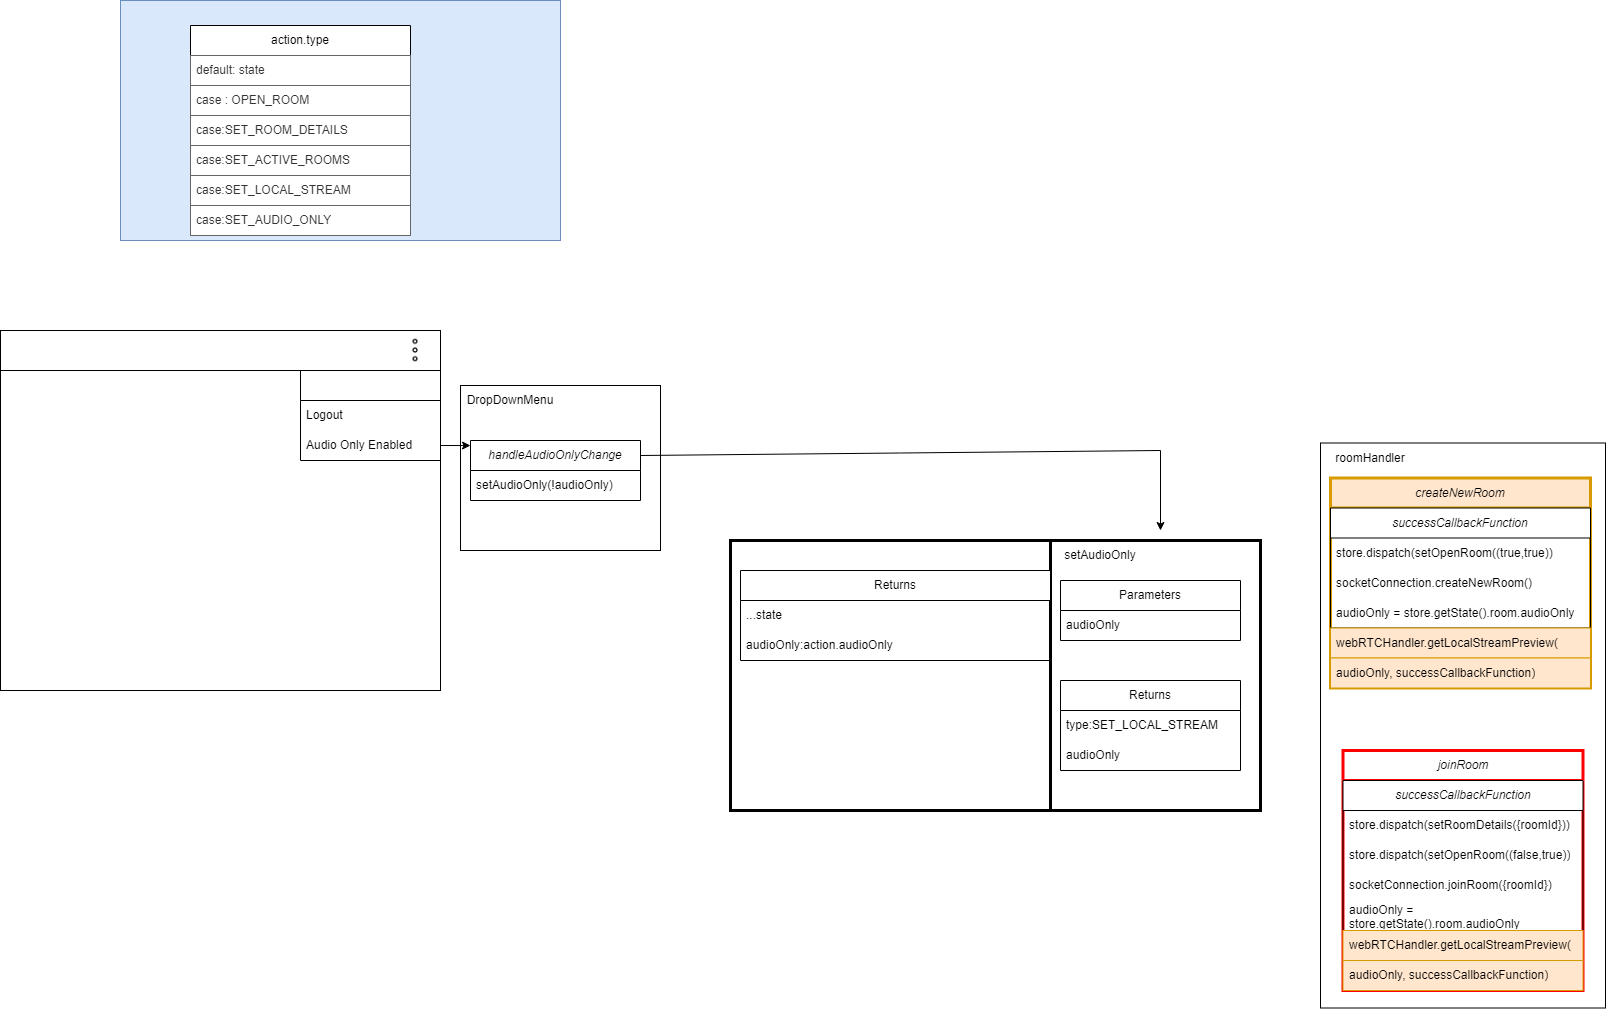 action.type
default: state
case : OPEN_ROOM
case:SET_ROOM_DETAILS
case:SET_ACTIVE_ROOMS
case:SET_LOCAL_STREAM
case:SET_AUDIO_ONLY
Logout
Audio Only Enabled
DropDownMenu
handleAudioOnlyChange
setAudioOnly(!audioOnly)
Returns
...state
audioOnly:action.audioOnly
setAudioOnly
Parameters
audioOnly
Returns
type:SET_LOCAL_STREAM
audioOnly
roomHandler
createNewRoom
successCallbackFunction
store.dispatch(setOpenRoom((true,true))
socketConnection.createNewRoom()
audioOnly = store.getState().room.audioOnly
webRTCHandler.getLocalStreamPreview(
audioOnly, successCallbackFunction)
joinRoom
successCallbackFunction
store.dispatch(setRoomDetails({roomId}))
store.dispatch(setOpenRoom((false,true))
socketConnection.joinRoom({roomId})
audioOnly =
store.getState().room.audioOnly
webRTCHandler.getLocalStreamPreview(
audioOnly, successCallbackFunction)